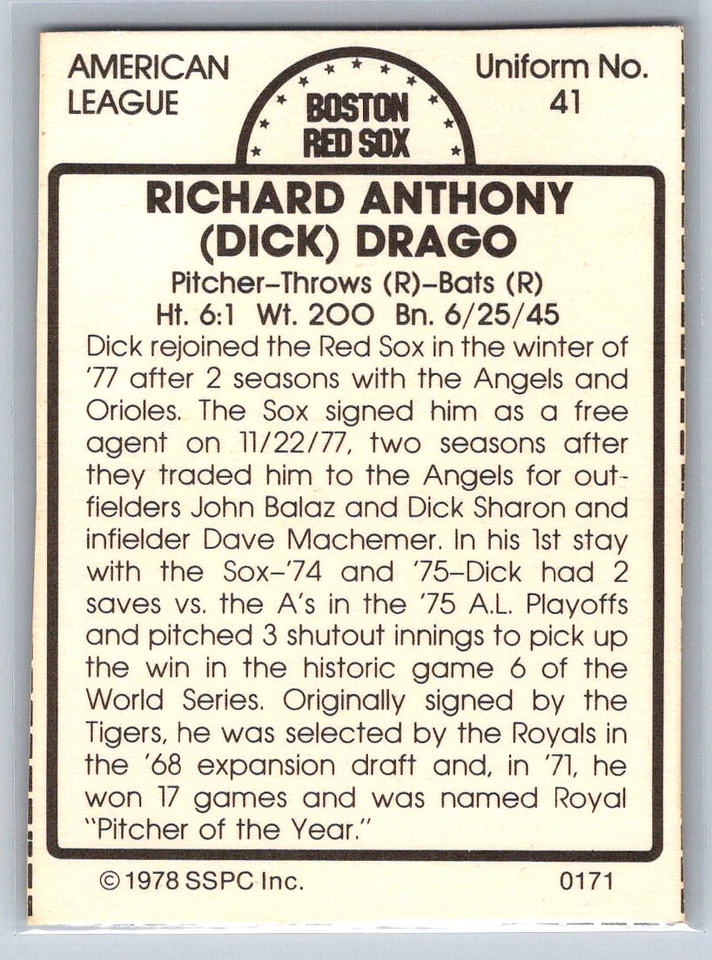 AMERICAN
LEAGUE
BOSTON
RED SOX
Uniform No.
41
RICHARD ANTHONY
(DICK) DRAGO
Pitcher-Throws (R)-Bats (R)
Ht. 6:1 Wt. 200 Bn. 6/25/45
Dick rejoined the Red Sox in the winter of
'77 after 2 seasons with the Angels and
Orioles. The Sox signed him as a free
agent on 11/22/77, two seasons after
they traded him to the Angels for out-
fielders John Balaz and Dick Sharon and
infielder Dave Machemer. In his 1st stay
with the Sox-'74 and '75-Dick had 2
saves vs. the A's in the '75 A.L. Playoffs
and pitched 3 shutout innings to pick up
the win in the historic game 6 of the
World Series. Originally signed by the
Tigers, he was selected by the Royals in
the '68 expansion draft and, in '71, he
won 17 games and was named Royal
"Pitcher of the Year."
© 1978 SSPC Inc.
0171